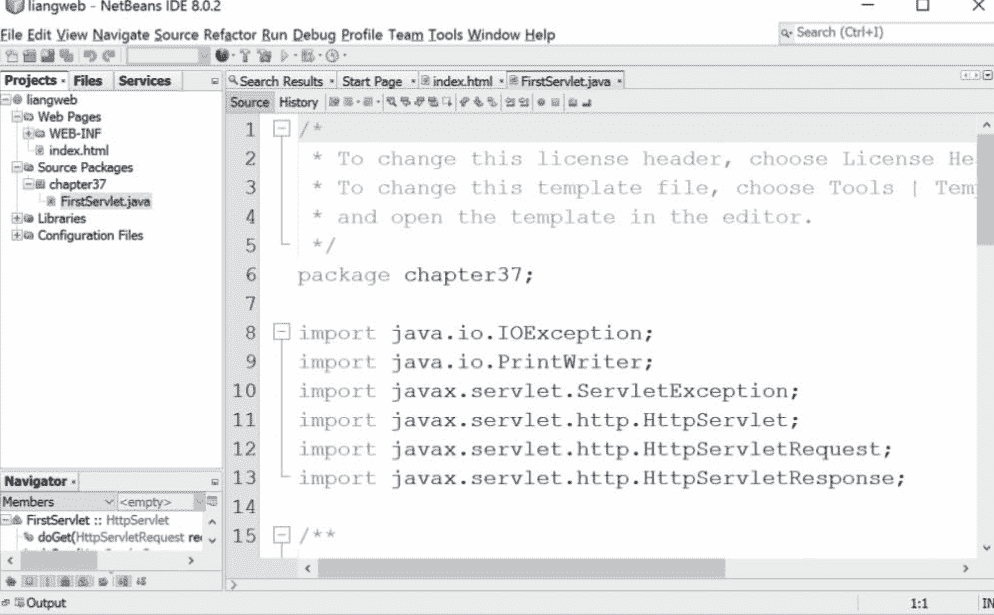 liangweb - NetBeans IDE 8.0.2
File Edit View Navigate Source Refactor Run Debug Profile Team Tools Window Help
Search (Ctrl+I)
Projects Files Services
Search Results Start Page index.html FirstServlet.java
liangweb
Web Pages
WEB-INF
index.html
Source Packages
chapter37
FirstServlet.java
Libraries
Configuration Files
Source History
1 /*
2 * To change this license header, choose License He
3 * To change this template file, choose Tools | Tem
4 * and open the template in the editor.
5 */
6 package chapter37;
7
8 import java.io.IOException;
9 import java.io.PrintWriter;
10 import javax.servlet.ServletException;
11 import javax.servlet.http.HttpServlet;
12 import javax.servlet.http.HttpServletRequest;
13 import javax.servlet.http.HttpServletResponse;
14
15 /**
Navigator
Members <empty>
FirstServlet :: HttpServlet
doGet(HttpServletRequest re
Output
1:1 IN